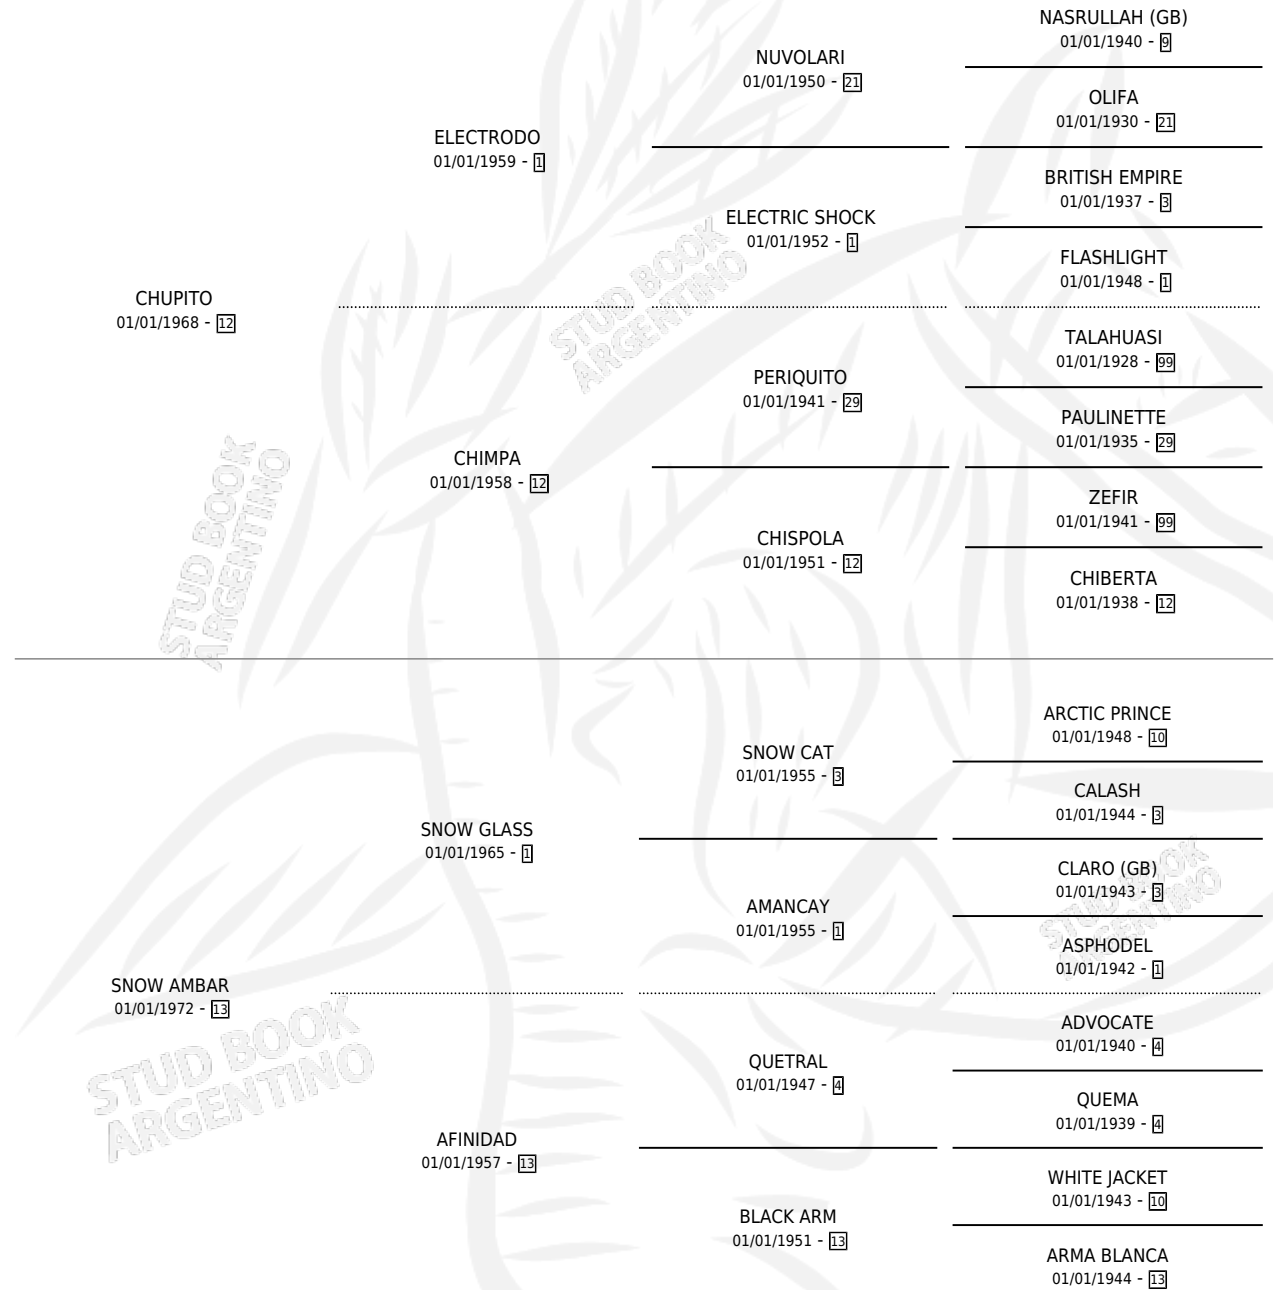 NASRULLAH (GB)
01/01/1940 - 9
NUVOLARI
01/01/1950 - 21
OLIFA
01/01/1930 - 21
ELECTRODO
01/01/1959 - 1
BRITISH EMPIRE
01/01/1937 - 3
ELECTRIC SHOCK
01/01/1952 - 1
FLASHLIGHT
01/01/1948 - 1
CHUPITO
01/01/1968 - 12
STUD BOOK
ARGENTINO
TALAHUASI
01/01/1928 - 99
PERIQUITO
01/01/1941 - 29
PAULINETTE
01/01/1935 - 29
CHIMPA
01/01/1958 - 12
ZEFIR
01/01/1941 - 99
CHISPOLA
01/01/1951 - 12
CHIBERTA
01/01/1938 - 12
STUD BOOK
ARGENTINO
ARCTIC PRINCE
01/01/1948 - 10
SNOW CAT
01/01/1955 - 3
CALASH
01/01/1944 - 3
SNOW GLASS
01/01/1965 - 1
CLARO (GB)
01/01/1943 - 3
AMANCAY
01/01/1955 - 1
STUD BOOK
ARGENTINO
ASPHODEL
01/01/1942 - 1
SNOW AMBAR
01/01/1972 - 13
STUD BOOK
ARGENTINO
ADVOCATE
01/01/1940 - 4
QUETRAL
01/01/1947 - 4
QUEMA
01/01/1939 - 4
AFINIDAD
01/01/1957 - 13
WHITE JACKET
01/01/1943 - 10
BLACK ARM
01/01/1951 - 13
ARMA BLANCA
01/01/1944 - 13